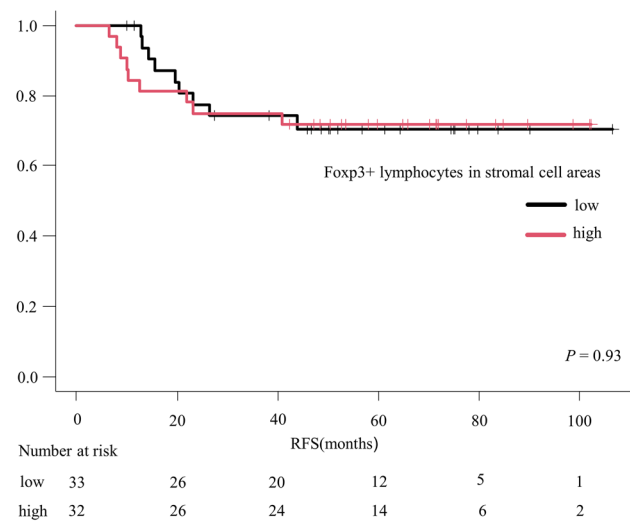 1.0
0.8
0.6
0.4
0.2
0.0
Foxp3+ lymphocytes in stromal cell areas
low
high
P = 0.93
0 20 40 60 80 100
RFS(months)
Number at risk
low 33 26 20 12 5 1
high 32 26 24 14 6 2